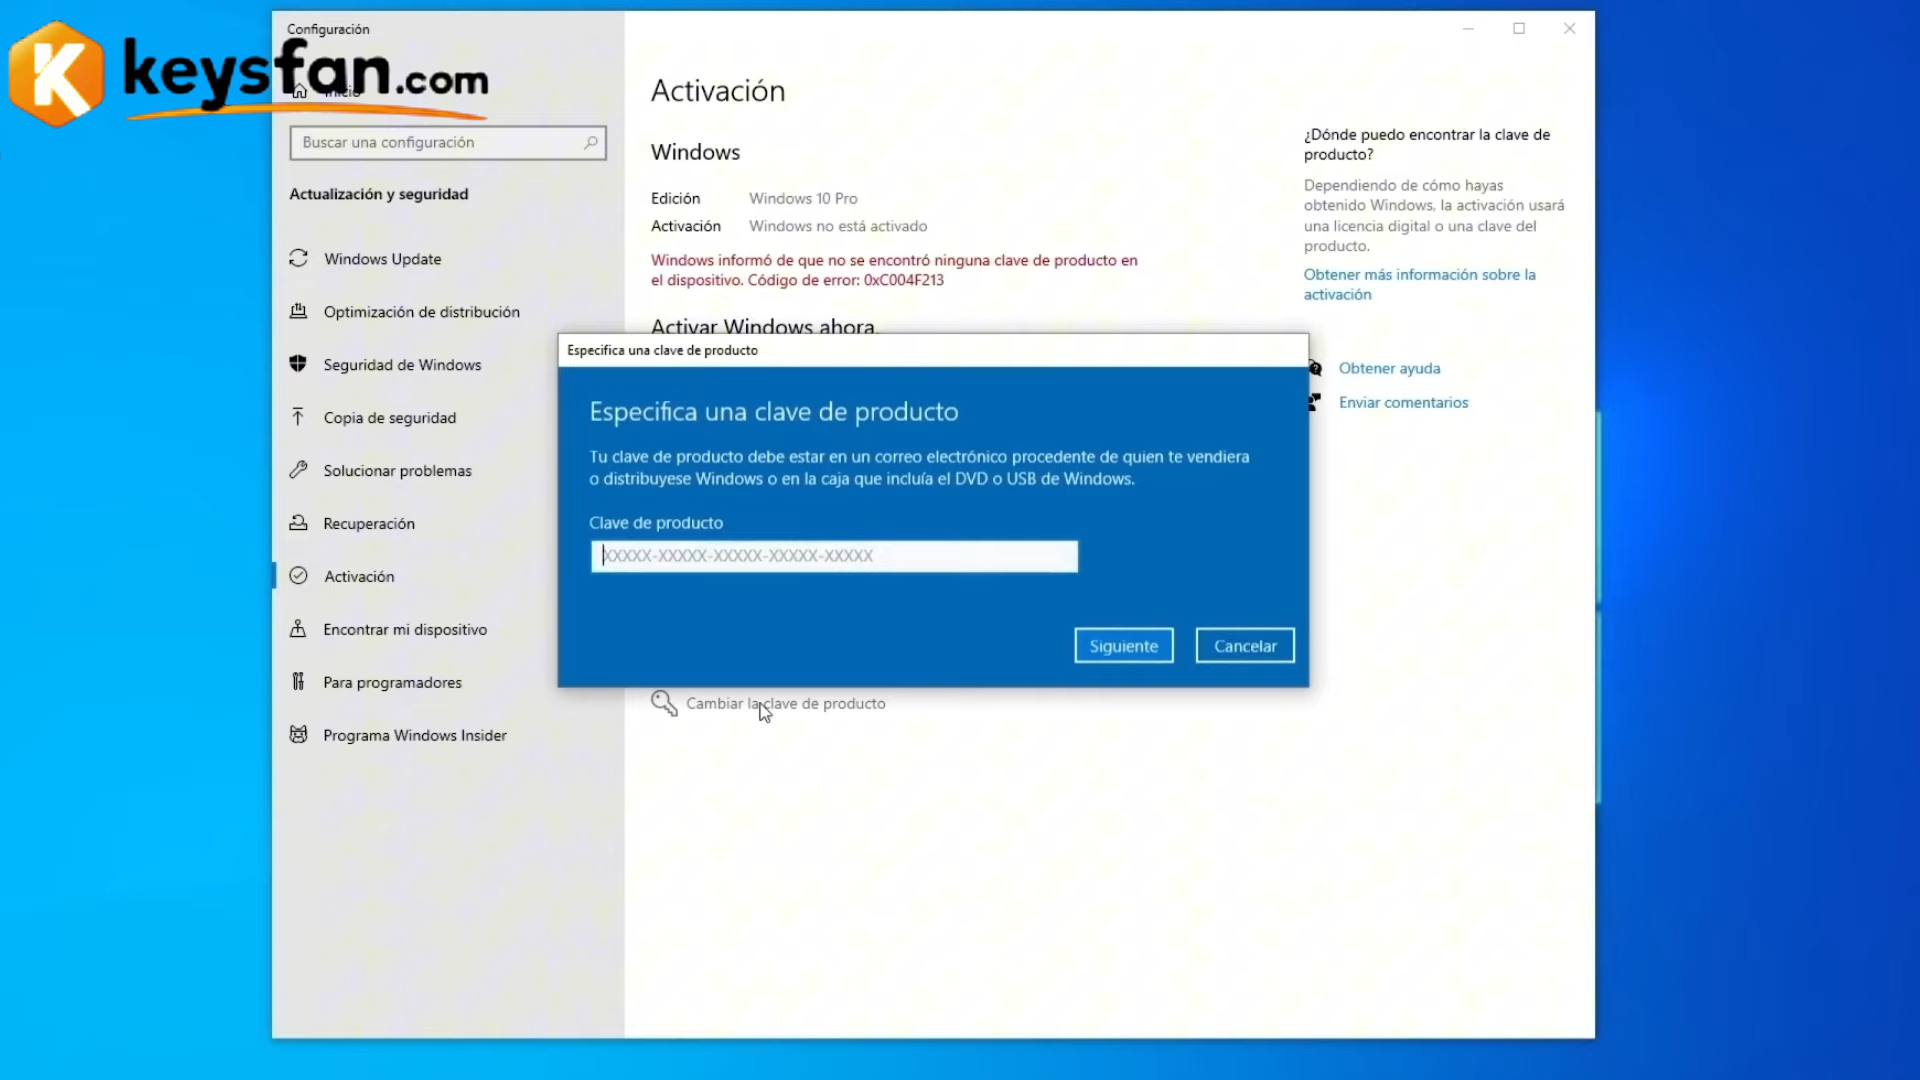 Configuración
keysfan.com
Inicio
Buscar una configuración
Actualización y seguridad
Windows Update
Optimización de distribución
Seguridad de Windows
Copia de seguridad
Solucionar problemas
Recuperación
Activación
Encontrar mi dispositivo
Para programadores
Programa Windows Insider
Activación
Windows
Edición Windows 10 Pro
Activación Windows no está activado
Windows informó de que no se encontró ninguna clave de producto en
el dispositivo. Código de error: 0xC004F213
Activar Windows ahora
Especifica una clave de producto
Especifica una clave de producto
Tu clave de producto debe estar en un correo electrónico procedente de quien te vendiera
o distribuyese Windows o en la caja que incluía el DVD o USB de Windows.
Clave de producto
XXXXX-XXXXX-XXXXX-XXXXX-XXXXX
Siguiente
Cancelar
Cambiar la clave de producto
¿Dónde puedo encontrar la clave de
producto?
Dependiendo de cómo hayas
obtenido Windows, la activación usará
una licencia digital o una clave del
producto.
Obtener más información sobre la
activación
Obtener ayuda
Enviar comentarios